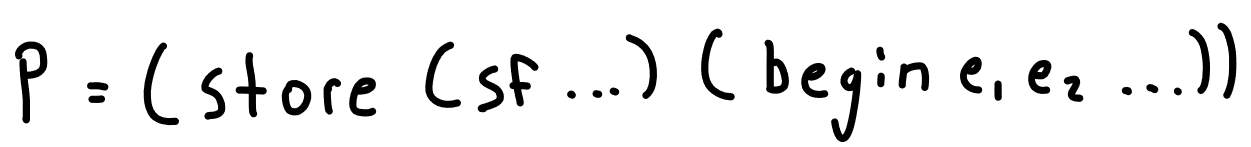 P = (store (sf ...) (begin e₁ e₂ ...))